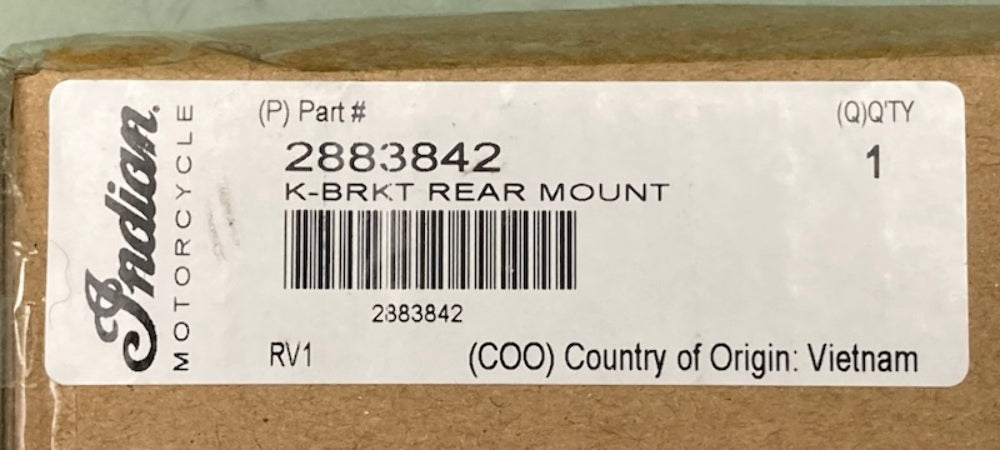 Indian
MOTORCYCLE
(P) Part #
(Q)Q'TY
2883842
1
K-BRKT REAR MOUNT
2883842
RV1
(COO) Country of Origin: Vietnam